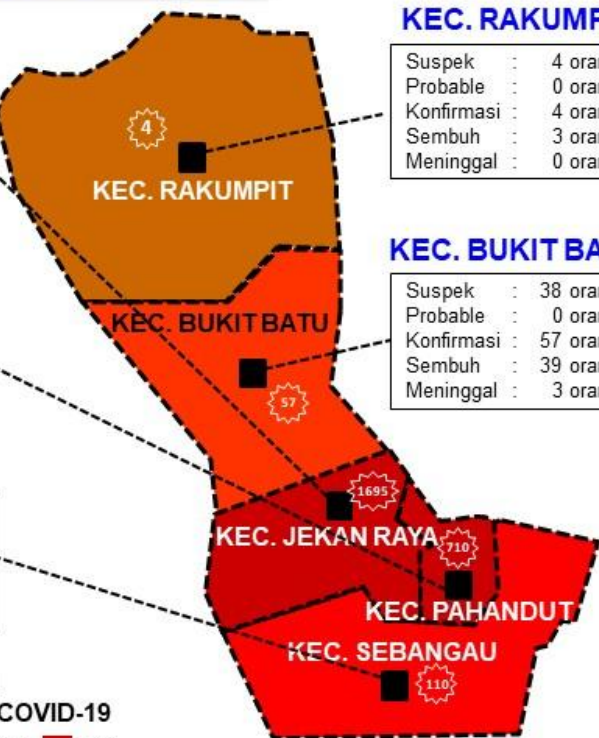 KEC. RAKUMP
Suspek : 4 oran
Probable : 0 oran
Konfirmasi : 4 oran
Sembuh : 3 oran
Meninggal : 0 oran
4
KEC. RAKUMPIT
KEC. BUKIT BA
Suspek : 38 oran
Probable : 0 oran
Konfirmasi : 57 oran
Sembuh : 39 oran
Meninggal : 3 oran
KEC. BUKIT BATU
57
1695
KEC. JEKAN RAYA
710
KEC. PAHANDUT
KEC. SEBANGAU
110
COVID-19